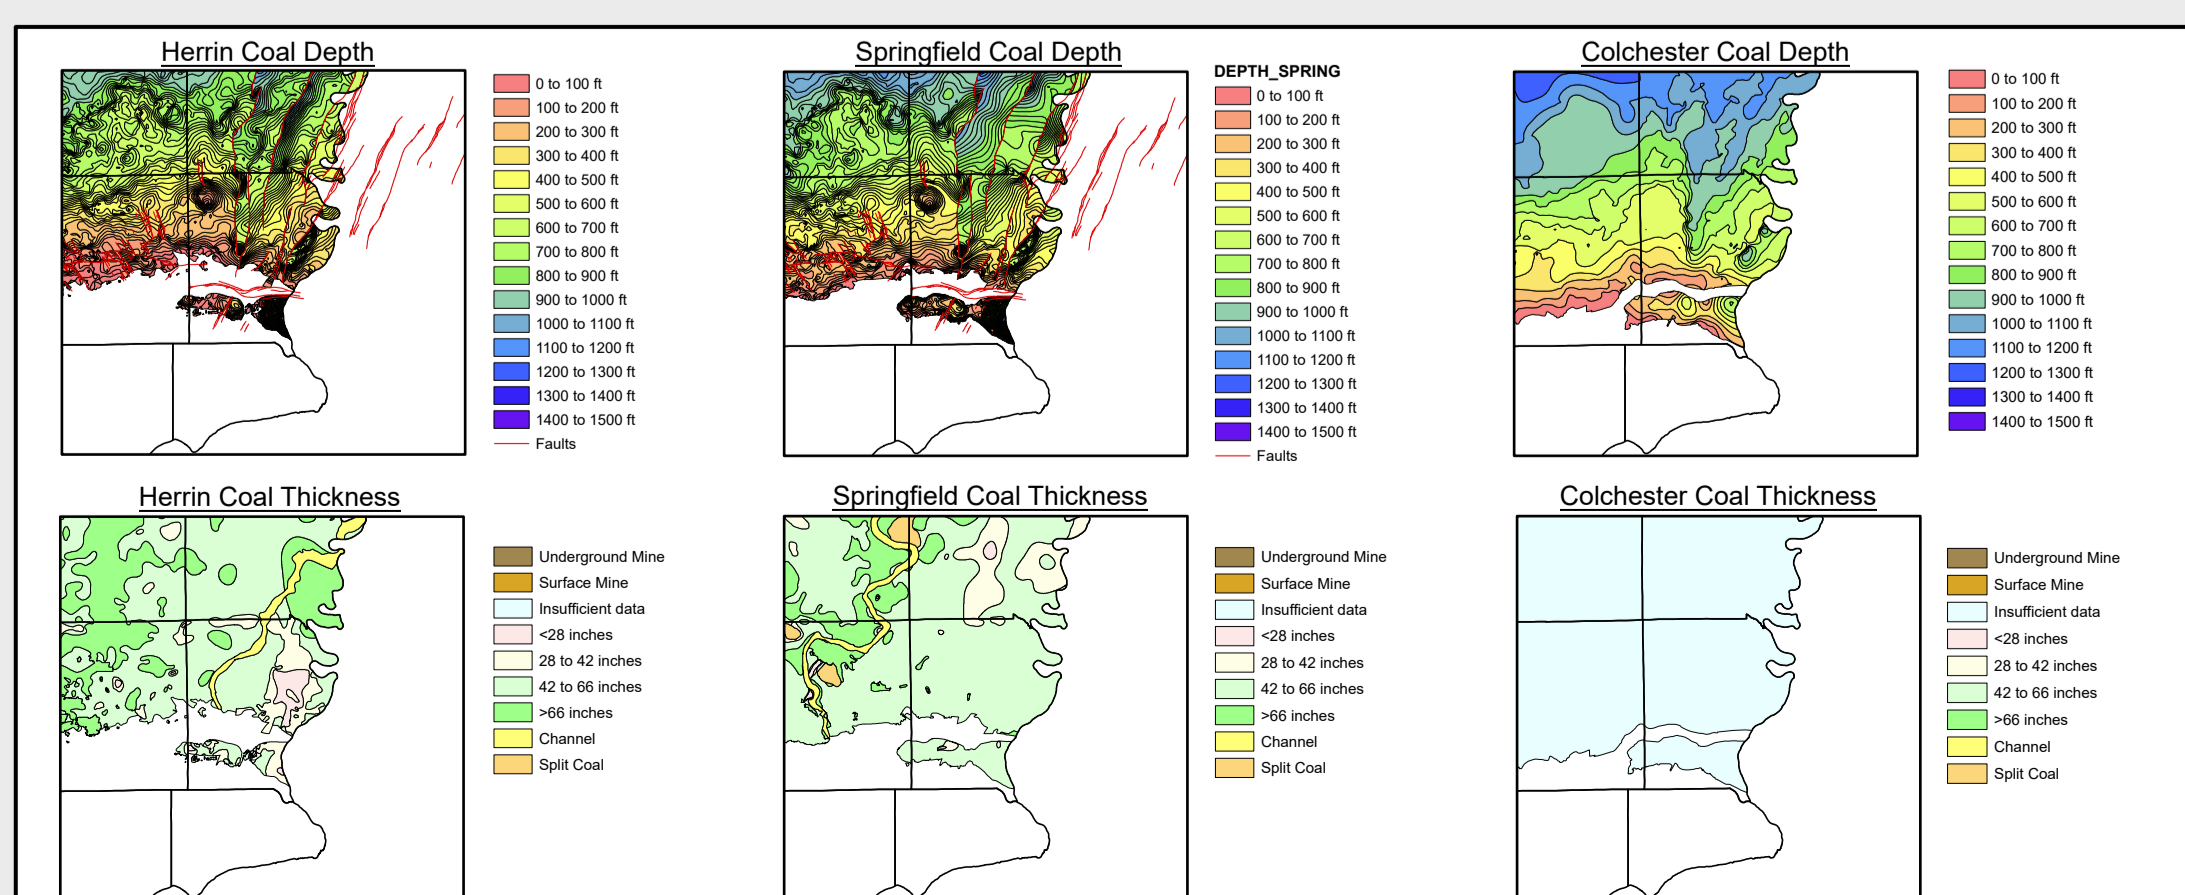 Herrin Coal Depth
0 to 100 ft
100 to 200 ft
200 to 300 ft
300 to 400 ft
400 to 500 ft
500 to 600 ft
600 to 700 ft
700 to 800 ft
800 to 900 ft
900 to 1000 ft
1000 to 1100 ft
1100 to 1200 ft
1200 to 1300 ft
1300 to 1400 ft
1400 to 1500 ft
Faults
Springfield Coal Depth
DEPTH_SPRING
0 to 100 ft
100 to 200 ft
200 to 300 ft
300 to 400 ft
400 to 500 ft
500 to 600 ft
600 to 700 ft
700 to 800 ft
800 to 900 ft
900 to 1000 ft
1000 to 1100 ft
1100 to 1200 ft
1200 to 1300 ft
1300 to 1400 ft
1400 to 1500 ft
Faults
Colchester Coal Depth
0 to 100 ft
100 to 200 ft
200 to 300 ft
300 to 400 ft
400 to 500 ft
500 to 600 ft
600 to 700 ft
700 to 800 ft
800 to 900 ft
900 to 1000 ft
1000 to 1100 ft
1100 to 1200 ft
1200 to 1300 ft
1300 to 1400 ft
1400 to 1500 ft
Herrin Coal Thickness
Underground Mine
Surface Mine
Insufficient data
<28 inches
28 to 42 inches
42 to 66 inches
>66 inches
Channel
Split Coal
Springfield Coal Thickness
Underground Mine
Surface Mine
Insufficient data
<28 inches
28 to 42 inches
42 to 66 inches
>66 inches
Channel
Split Coal
Colchester Coal Thickness
Underground Mine
Surface Mine
Insufficient data
<28 inches
28 to 42 inches
42 to 66 inches
>66 inches
Channel
Split Coal